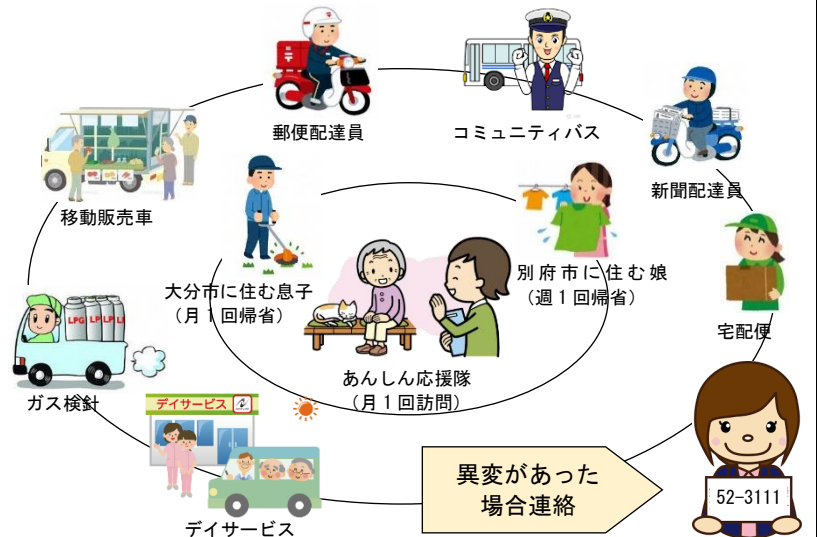 郵便配達員
コミュニティバス
新聞配達員
移動販売車
大分市に住む息子
（月１回帰省）
別府市に住む娘
（週１回帰省）
宅配便
LPG LP LP LI
ガス検針
あんしん応援隊
（月１回訪問）
デイサービス
デイサービス
異変があった
場合連絡
52-3111